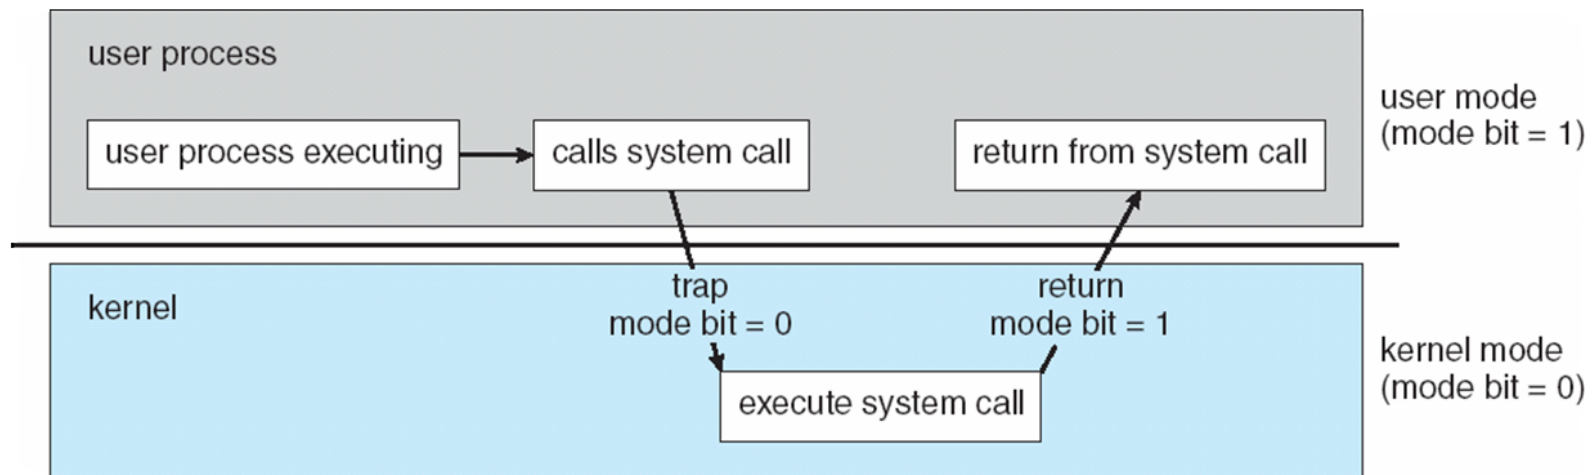 user process
user process executing
calls system call
return from system call
user mode
(mode bit = 1)
kernel
trap
mode bit = 0
return
mode bit = 1
execute system call
kernel mode
(mode bit = 0)